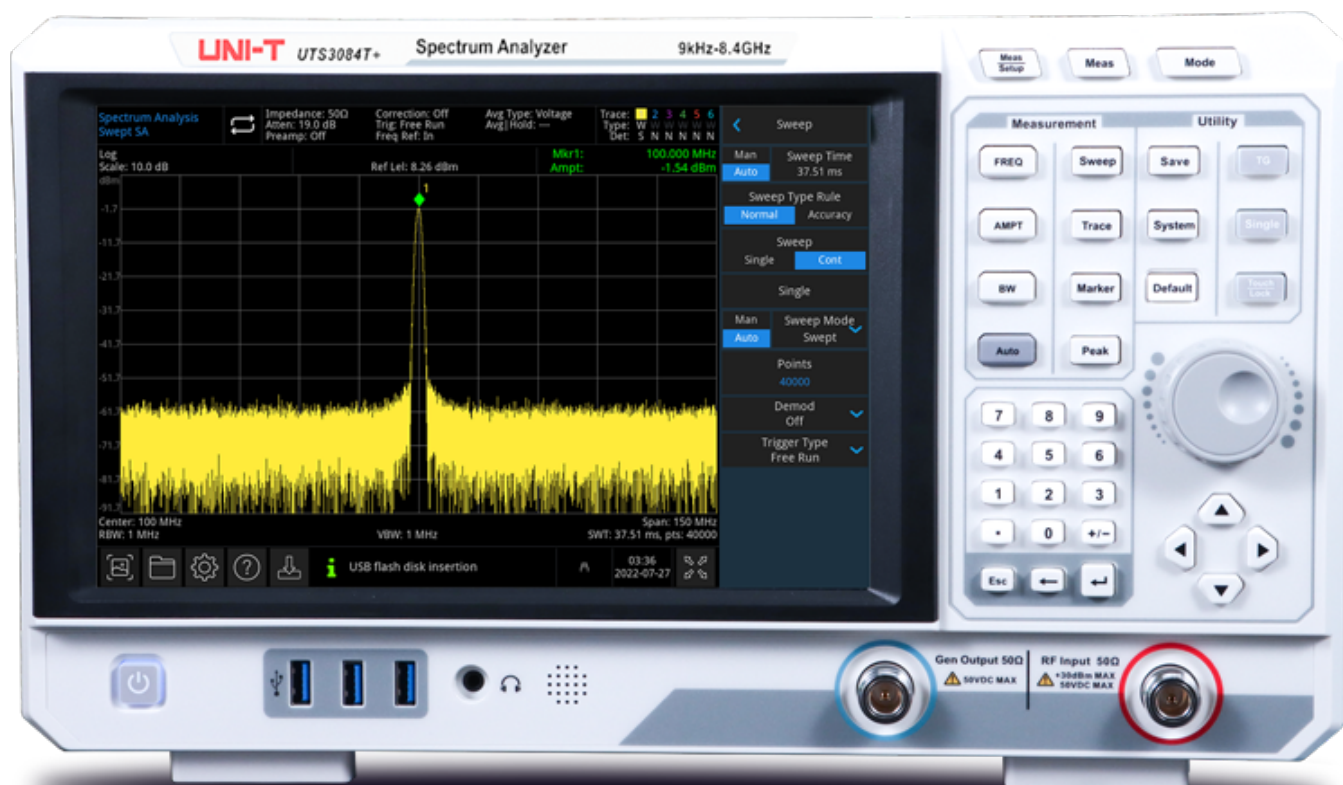 UNI-T UTS3084T+ Spectrum Analyzer 9kHz-8.4GHz
Spectrum Analysis
Swept SA
Impedance: 50Ω
Atten: 19.0 dB
Preamp: Off
Correction: Off
Trig: Free Run
Freq Ref: In
Avg Type: Voltage
Avg|Hold: —
Trace: 1 2 3 4 5 6
Type: W W W W W W
Det: S N N N N N
Log
Scale: 10.0 dB
Ref Lel: 8.26 dBm
Mkr1: 100.000 MHz
Ampt: -1.54 dBm
dBm
1
-1.7
-11.7
-21.7
-31.7
-41.7
-51.7
-61.7
-71.7
-81.7
-91.7
Center: 100 MHz
RBW: 1 MHz
VBW: 1 MHz
Span: 150 MHz
SWT: 37.51 ms, pts: 40000
USB flash disk insertion
03:36
2022-07-27
Sweep
Man
Auto
Sweep Time
37.51 ms
Sweep Type Rule
Normal Accuracy
Sweep
Single Cont
Single
Man
Auto
Sweep Mode
Swept
Points
40000
Demod
Off
Trigger Type
Free Run
Meas
Setup
Meas
Mode
Measurement
Utility
FREQ
Sweep
Save
TG
AMPT
Trace
System
Single
BW
Marker
Default
Touch
Lock
Auto
Peak
7 8 9
4 5 6
1 2 3
. 0 +/-
Esc
Gen Output 50Ω
50VDC MAX
RF Input 50Ω
+30dBm MAX
50VDC MAX